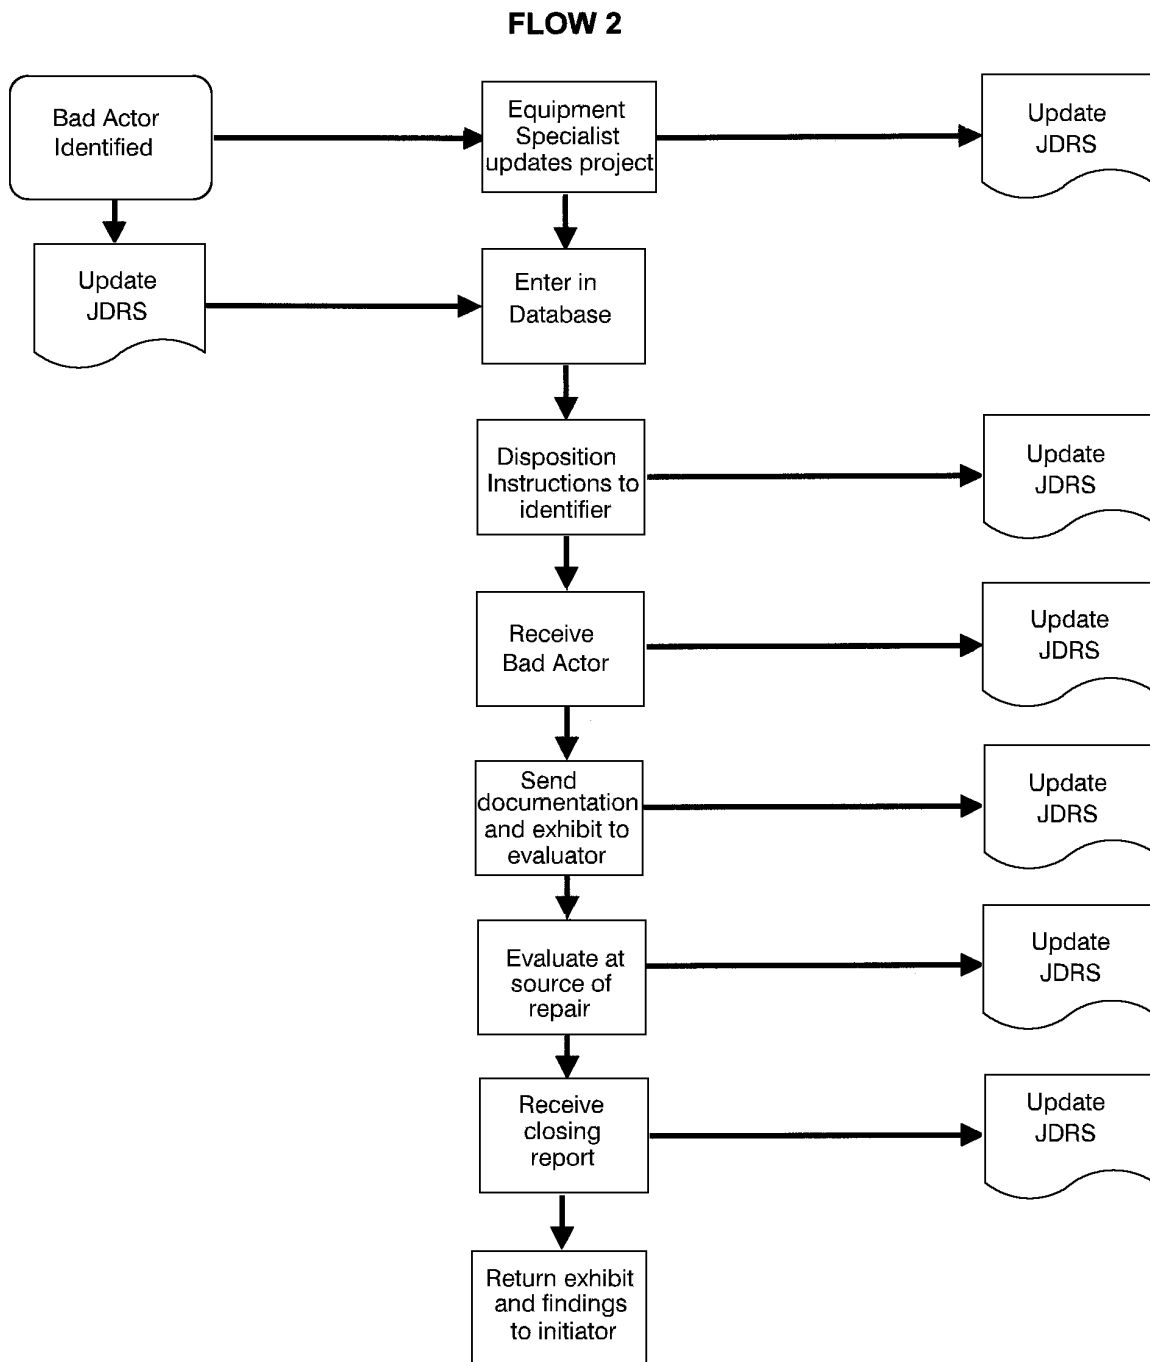 FLOW 2
Bad Actor
Identified
Equipment
Specialist
updates project
Update
JDRS
Update
JDRS
Enter in
Database
Disposition
Instructions to
identifier
Update
JDRS
Receive
Bad Actor
Update
JDRS
Send
documentation
and exhibit to
evaluator
Update
JDRS
Evaluate at
source of
repair
Update
JDRS
Receive
closing
report
Update
JDRS
Return exhibit
and findings
to initiator